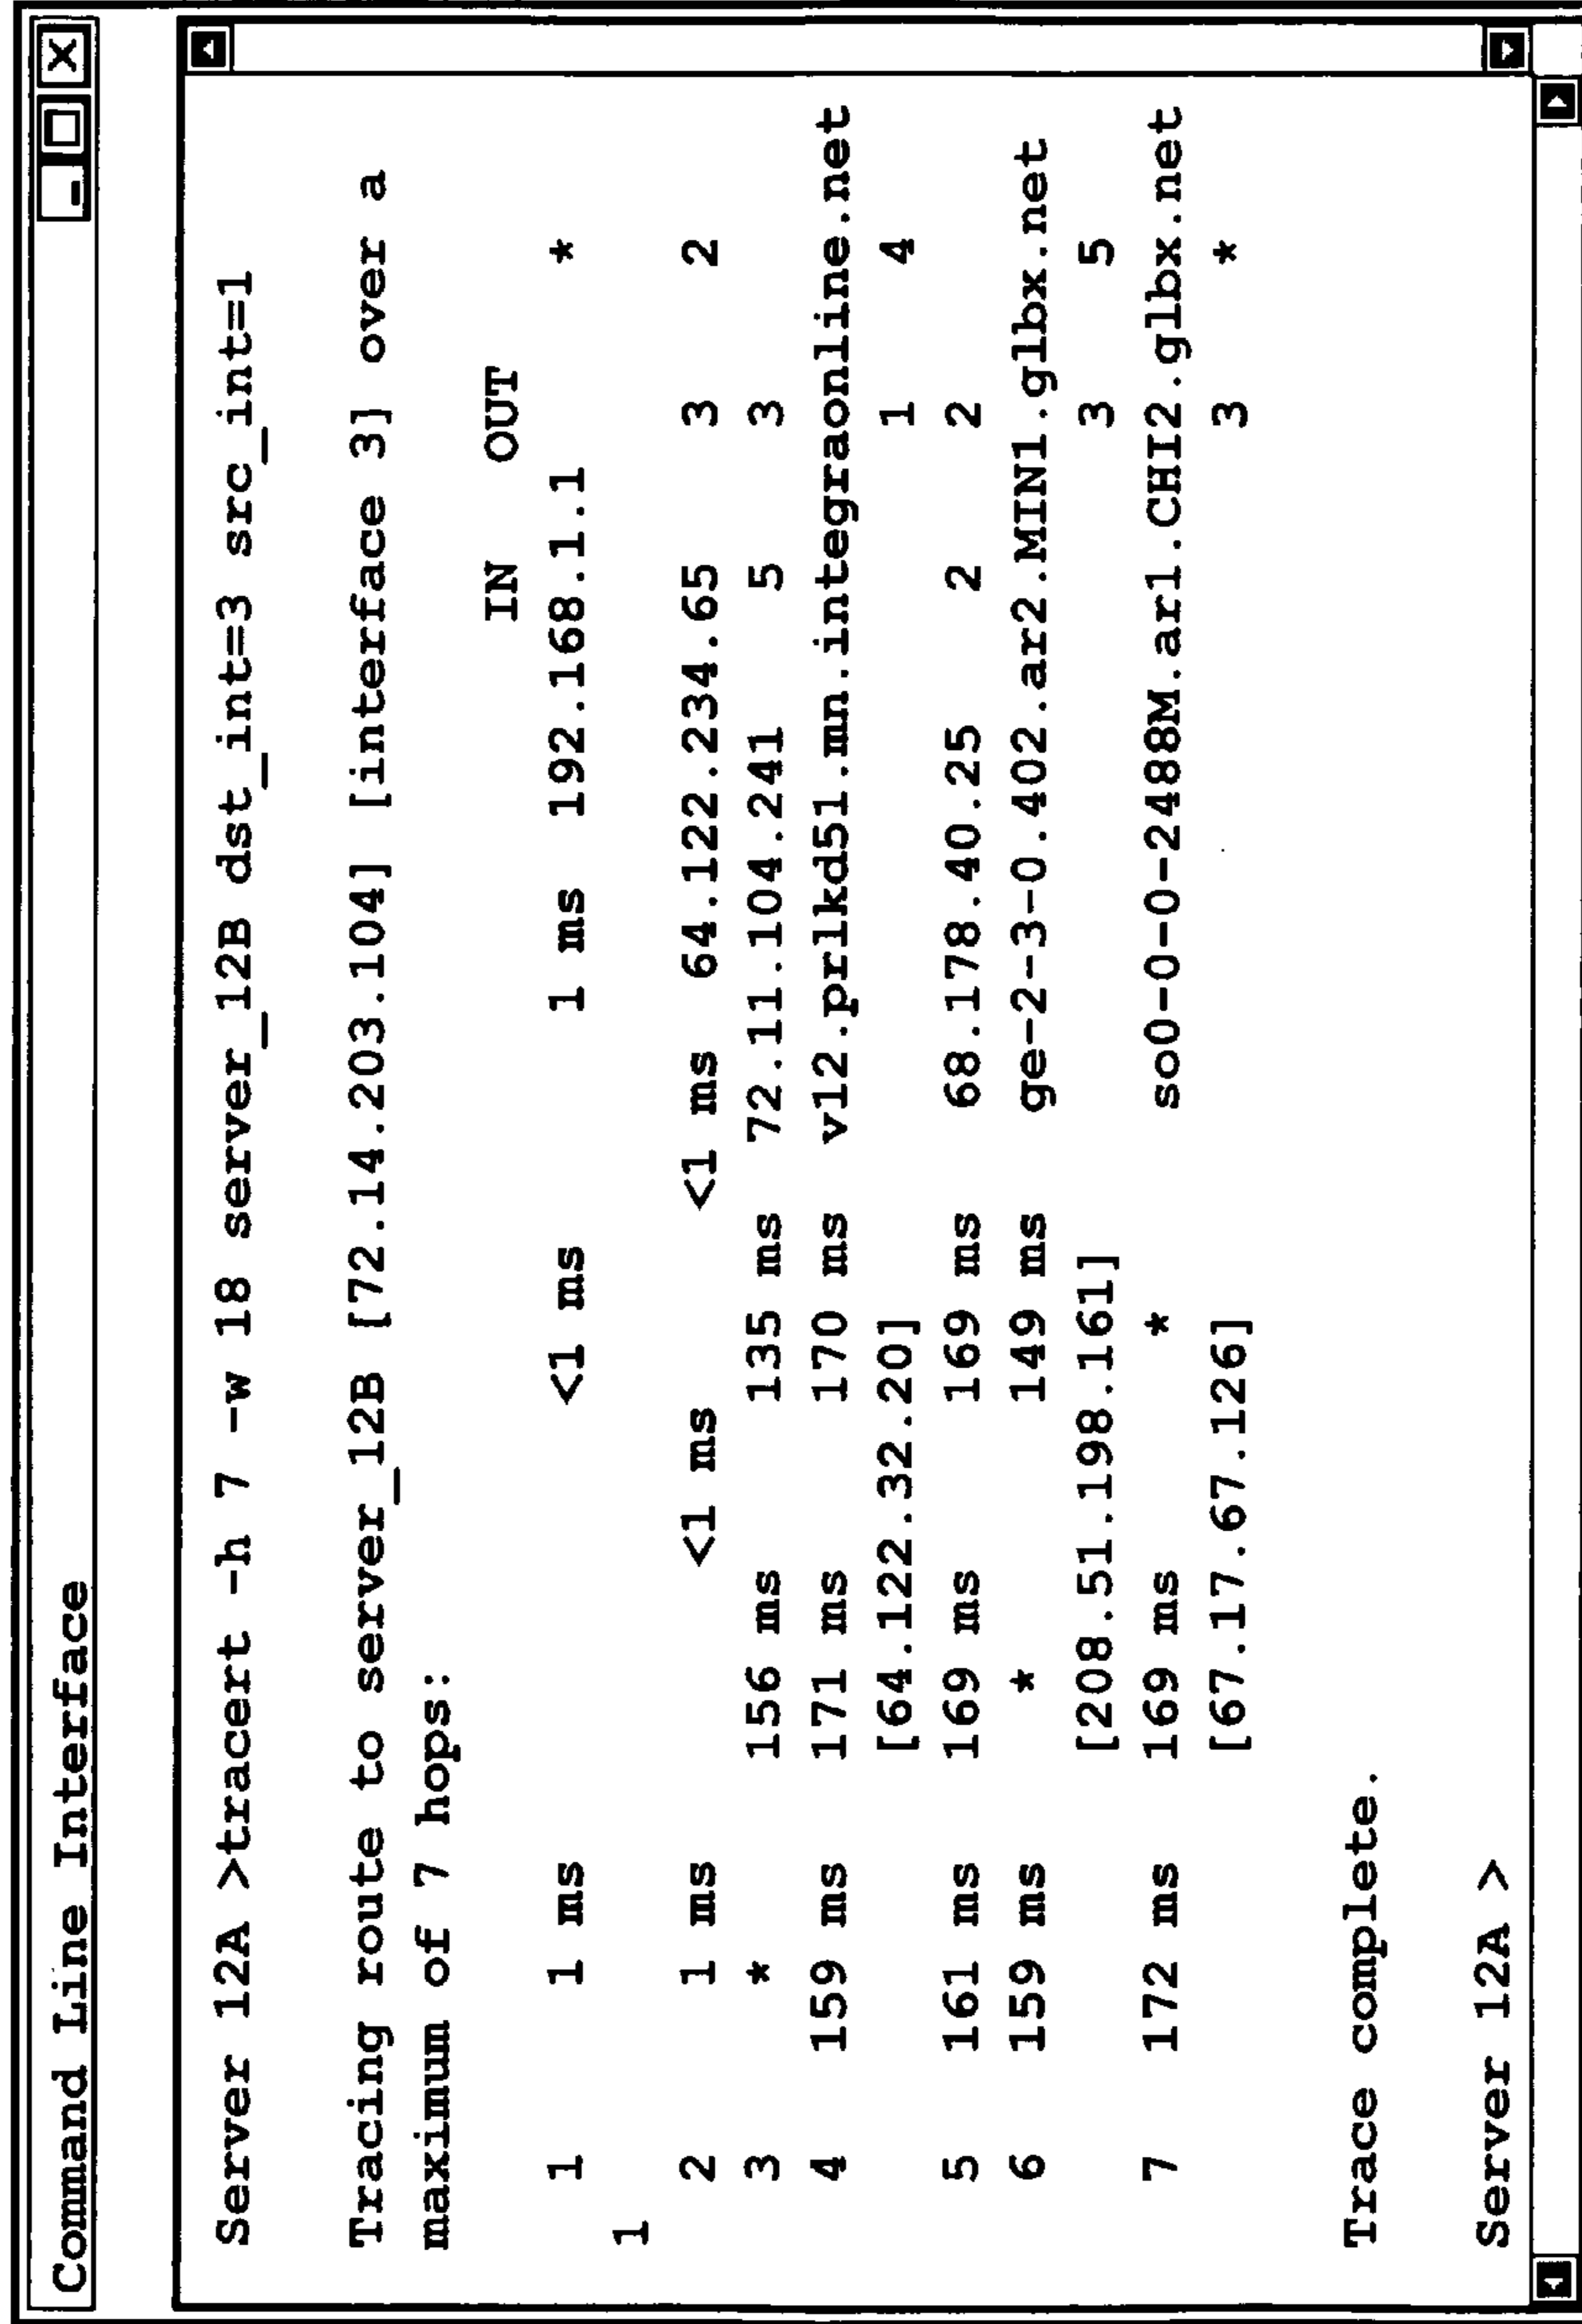 Command Line Interface
Server 12A >tracert -h 7 -w 18 server_12B dst_int=3 src_int=1
Tracing route to server_12B [72.14.203.104] [interface 3] over a
maximum of 7 hops:
IN OUT
1 1 ms <1 ms 1 ms 192.168.1.1 *
1
2 1 ms <1 ms <1 ms 64.122.234.65 3 2
3 * 156 ms 135 ms 72.11.104.241 5 3
4 159 ms 171 ms 170 ms v12.prlkd51.mn.integraonline.net
[64.122.32.20] 1 4
5 161 ms 169 ms 169 ms 68.178.40.25 2 2
6 159 ms * 149 ms ge-2-3-0.402.ar2.MIN1.glbx.net
[208.51.198.161] 3 5
7 172 ms 169 ms * so0-0-0-2488M.ar1.CHI2.glbx.net
[67.17.67.126] 3 *
Trace complete.
Server 12A >